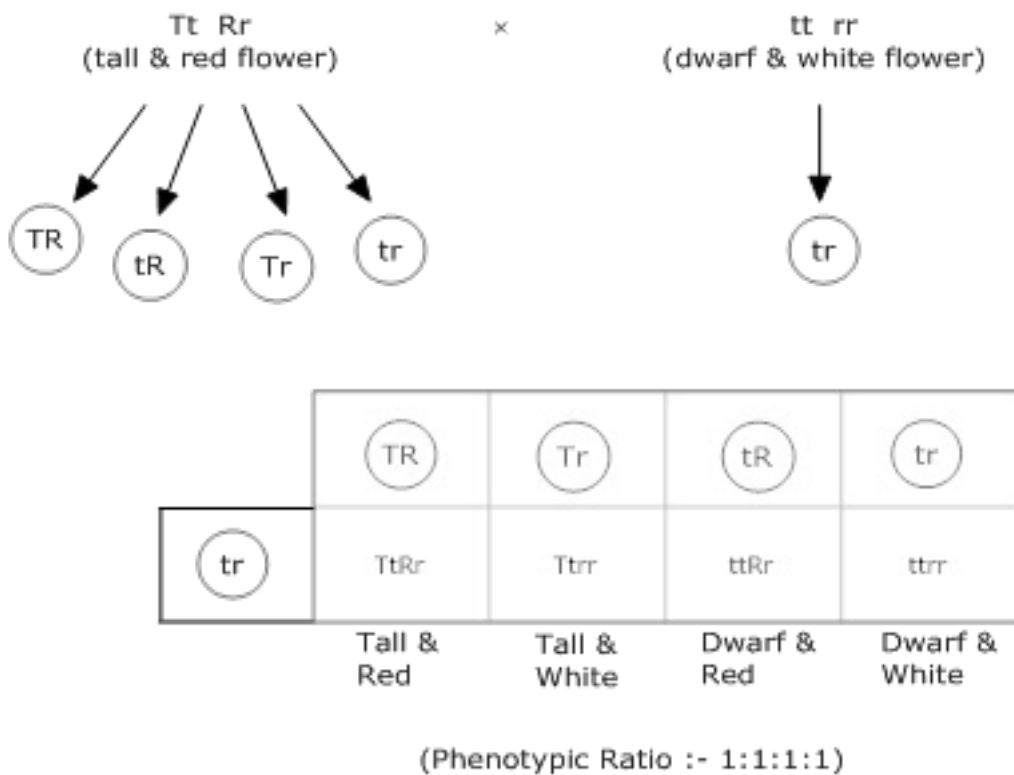 Tt Rr × tt rr
(tall & red flower) (dwarf & white flower)
TR tR Tr tr tr
TR Tr tR tr
tr TtRr Ttrr ttRr ttrr
Tall & Tall & Dwarf & Dwarf &
Red White Red White
(Phenotypic Ratio :- 1:1:1:1)